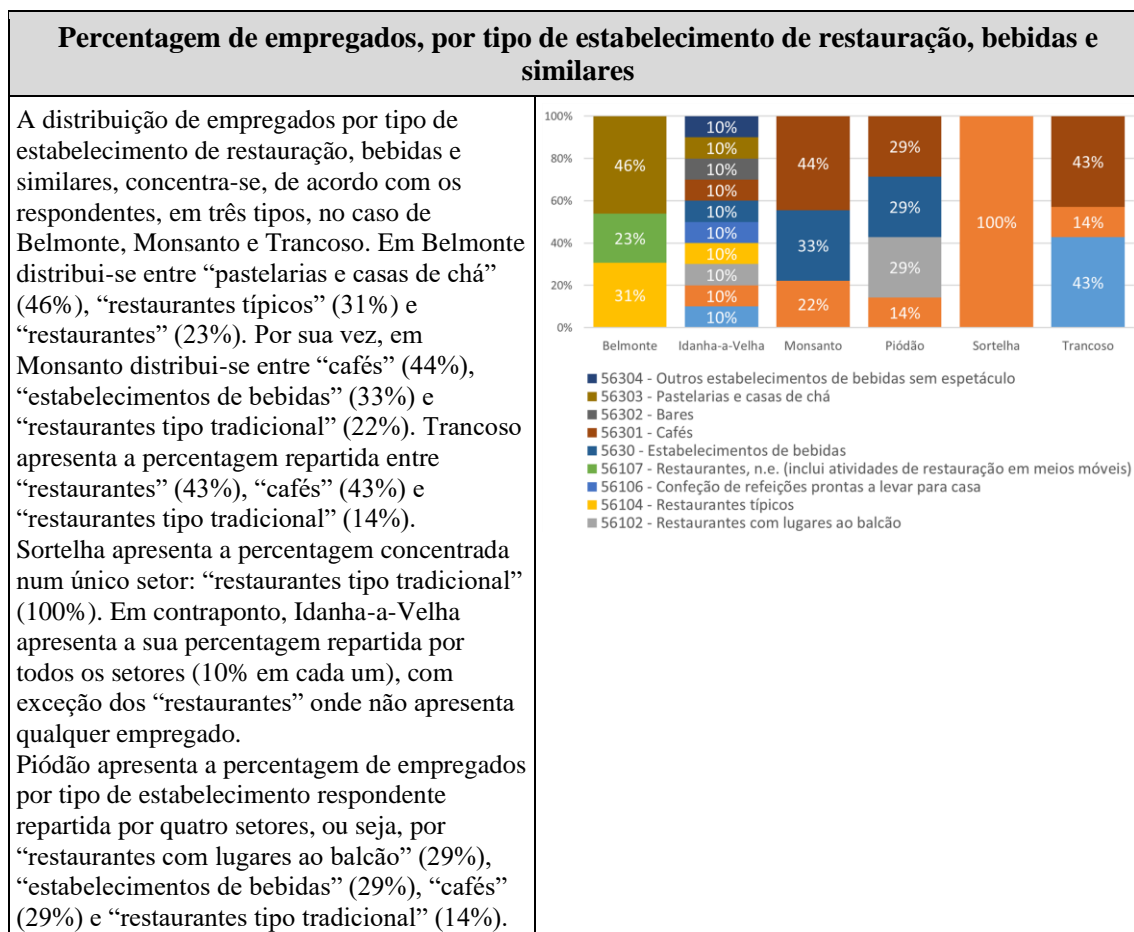 Percentagem de empregados, por tipo de estabelecimento de restauração, bebidas e
similares
A distribuição de empregados por tipo de
estabelecimento de restauração, bebidas e
similares, concentra-se, de acordo com os
respondentes, em três tipos, no caso de
Belmonte, Monsanto e Trancoso. Em Belmonte
distribui-se entre “pastelarias e casas de chá”
(46%), “restaurantes típicos” (31%) e
“restaurantes” (23%). Por sua vez, em
Monsanto distribui-se entre “cafés” (44%),
“estabelecimentos de bebidas” (33%) e
“restaurantes tipo tradicional” (22%). Trancoso
apresenta a percentagem repartida entre
“restaurantes” (43%), “cafés” (43%) e
“restaurantes tipo tradicional” (14%).
Sortelha apresenta a percentagem concentrada
num único setor: “restaurantes tipo tradicional”
(100%). Em contraponto, Idanha-a-Velha
apresenta a sua percentagem repartida por
todos os setores (10% em cada um), com
exceção dos “restaurantes” onde não apresenta
qualquer empregado.
Piódão apresenta a percentagem de empregados
por tipo de estabelecimento respondente
repartida por quatro setores, ou seja, por
“restaurantes com lugares ao balcão” (29%),
“estabelecimentos de bebidas” (29%), “cafés”
(29%) e “restaurantes tipo tradicional” (14%).
100%
80%
60%
40%
20%
0%
46%
23%
31%
10%
10%
10%
10%
10%
10%
10%
10%
10%
10%
44%
33%
22%
29%
29%
29%
14%
100%
43%
14%
43%
Belmonte
Idanha-a-Velha
Monsanto
Piódão
Sortelha
Trancoso
56304 - Outros estabelecimentos de bebidas sem espetáculo
56303 - Pastelarias e casas de chá
56302 - Bares
56301 - Cafés
5630 - Estabelecimentos de bebidas
56107 - Restaurantes, n.e. (inclui atividades de restauração em meios móveis)
56106 - Confeção de refeições prontas a levar para casa
56104 - Restaurantes típicos
56102 - Restaurantes com lugares ao balcão